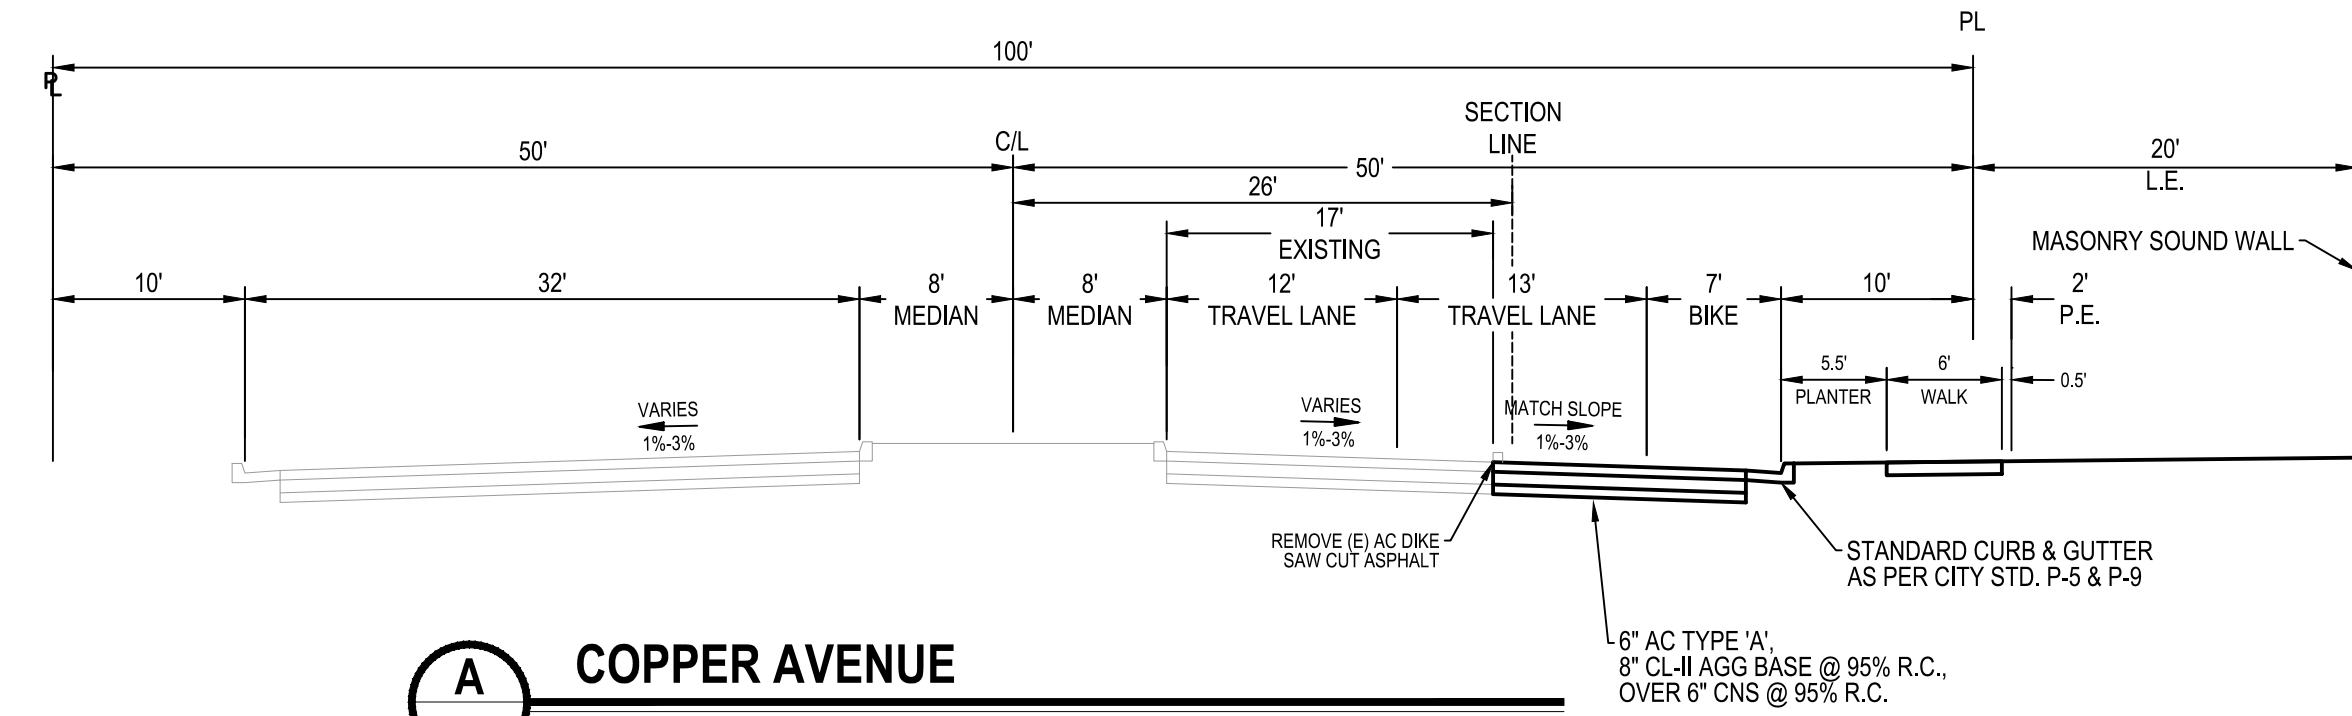 PL
100'
PL
SECTION
LINE
C/L
50'
50'
20'
L.E.
26'
17'
EXISTING
MASONRY SOUND WALL
10'
32'
8'
MEDIAN
8'
MEDIAN
12'
TRAVEL LANE
13'
TRAVEL LANE
7'
BIKE
10'
2'
P.E.
5.5'
PLANTER
6'
WALK
0.5'
VARIES
1%-3%
VARIES
1%-3%
MATCH SLOPE
1%-3%
REMOVE (E) AC DIKE
SAW CUT ASPHALT
STANDARD CURB & GUTTER
AS PER CITY STD. P-5 & P-9
6" AC TYPE 'A',
8" CL-II AGG BASE @ 95% R.C.,
OVER 6" CNS @ 95% R.C.
A
COPPER AVENUE